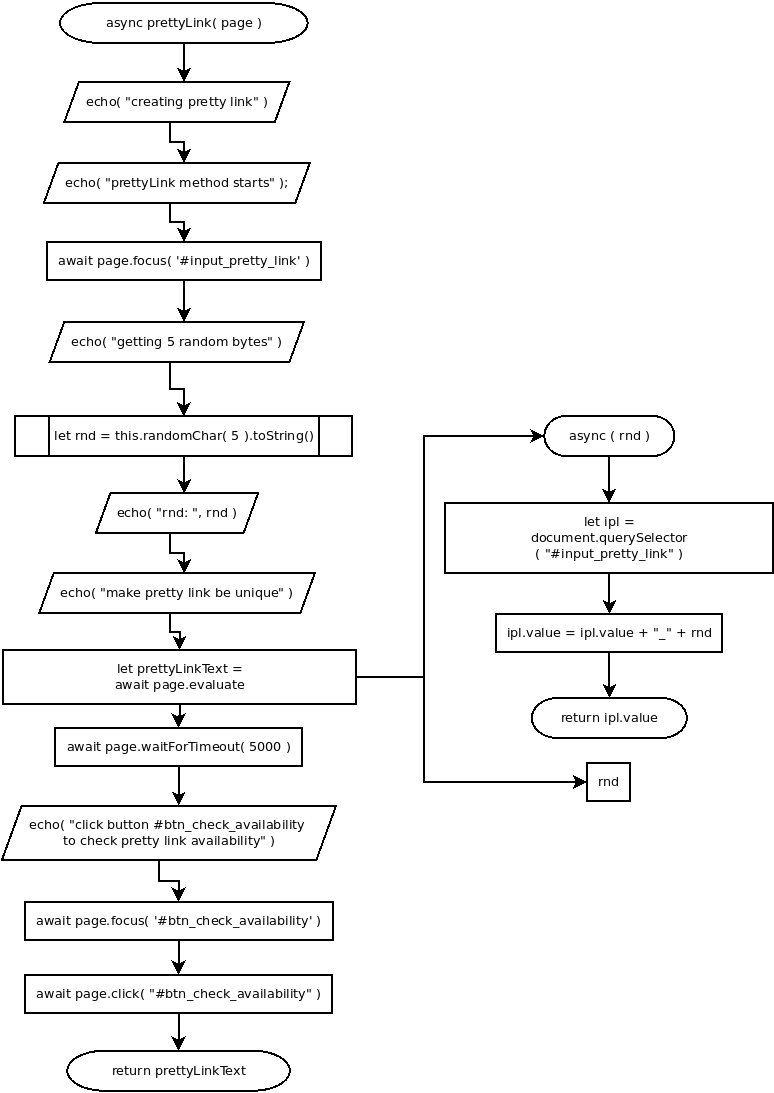 async prettyLink( page )
echo( "creating pretty link" )
echo( "prettyLink method starts" );
await page.focus( '#input_pretty_link' )
echo( "getting 5 random bytes" )
let rnd = this.randomChar( 5 ).toString()
echo( "rnd: ", rnd )
echo( "make pretty link be unique" )
let prettyLinkText =
await page.evaluate
async ( rnd )
let ipl =
document.querySelector
( "#input_pretty_link" )
ipl.value = ipl.value + "_" + rnd
return ipl.value
rnd
await page.waitForTimeout( 5000 )
echo( "click button #btn_check_availability
to check pretty link availability" )
await page.focus( '#btn_check_availability' )
await page.click( "#btn_check_availability" )
return prettyLinkText